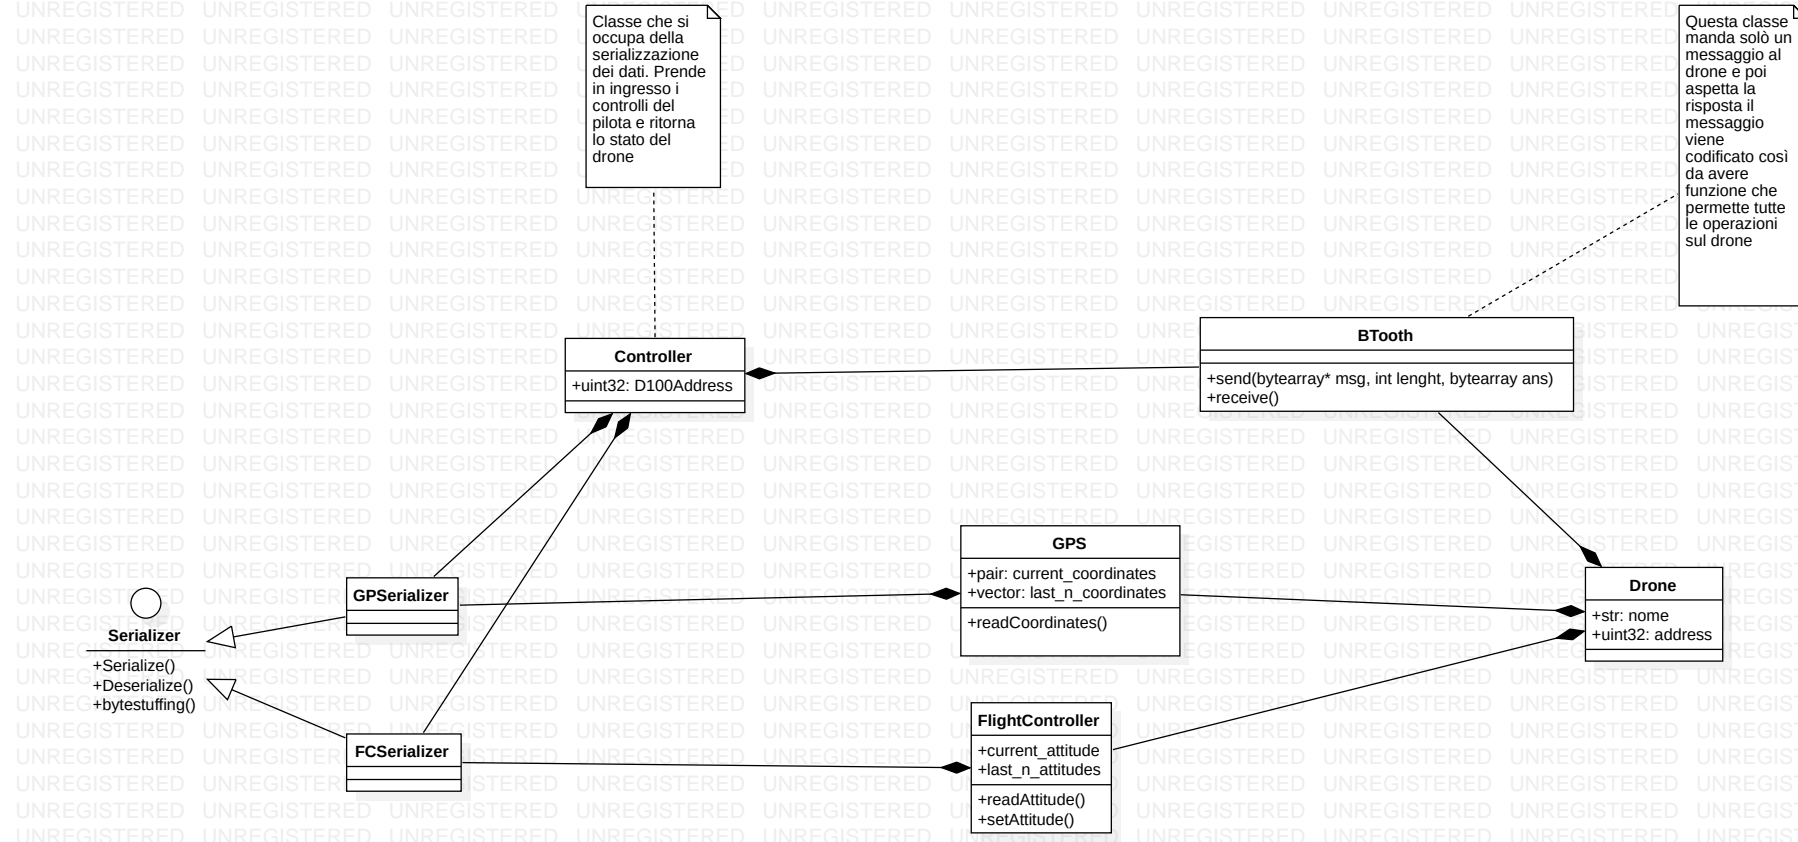 Classe che si
occupa della
serializzazione
dei dati. Prende
in ingresso i
controlli del
pilota e ritorna
lo stato del
drone
Questa classe
manda solò un
messaggio al
drone e poi
aspetta la
risposta il
messaggio
viene
codificato così
da avere
funzione che
permette tutte
le operazioni
sul drone
Controller
+uint32: D100Address
BTooth
+send(bytearray* msg, int lenght, bytearray ans)
+receive()
GPS
+pair: current_coordinates
+vector: last_n_coordinates
+readCoordinates()
Drone
+str: nome
+uint32: address
GPSerializer
Serializer
+Serialize()
+Deserialize()
+bytestuffing()
FCSerializer
FlightController
+current_attitude
+last_n_attitudes
+readAttitude()
+setAttitude()
UNREGISTERED